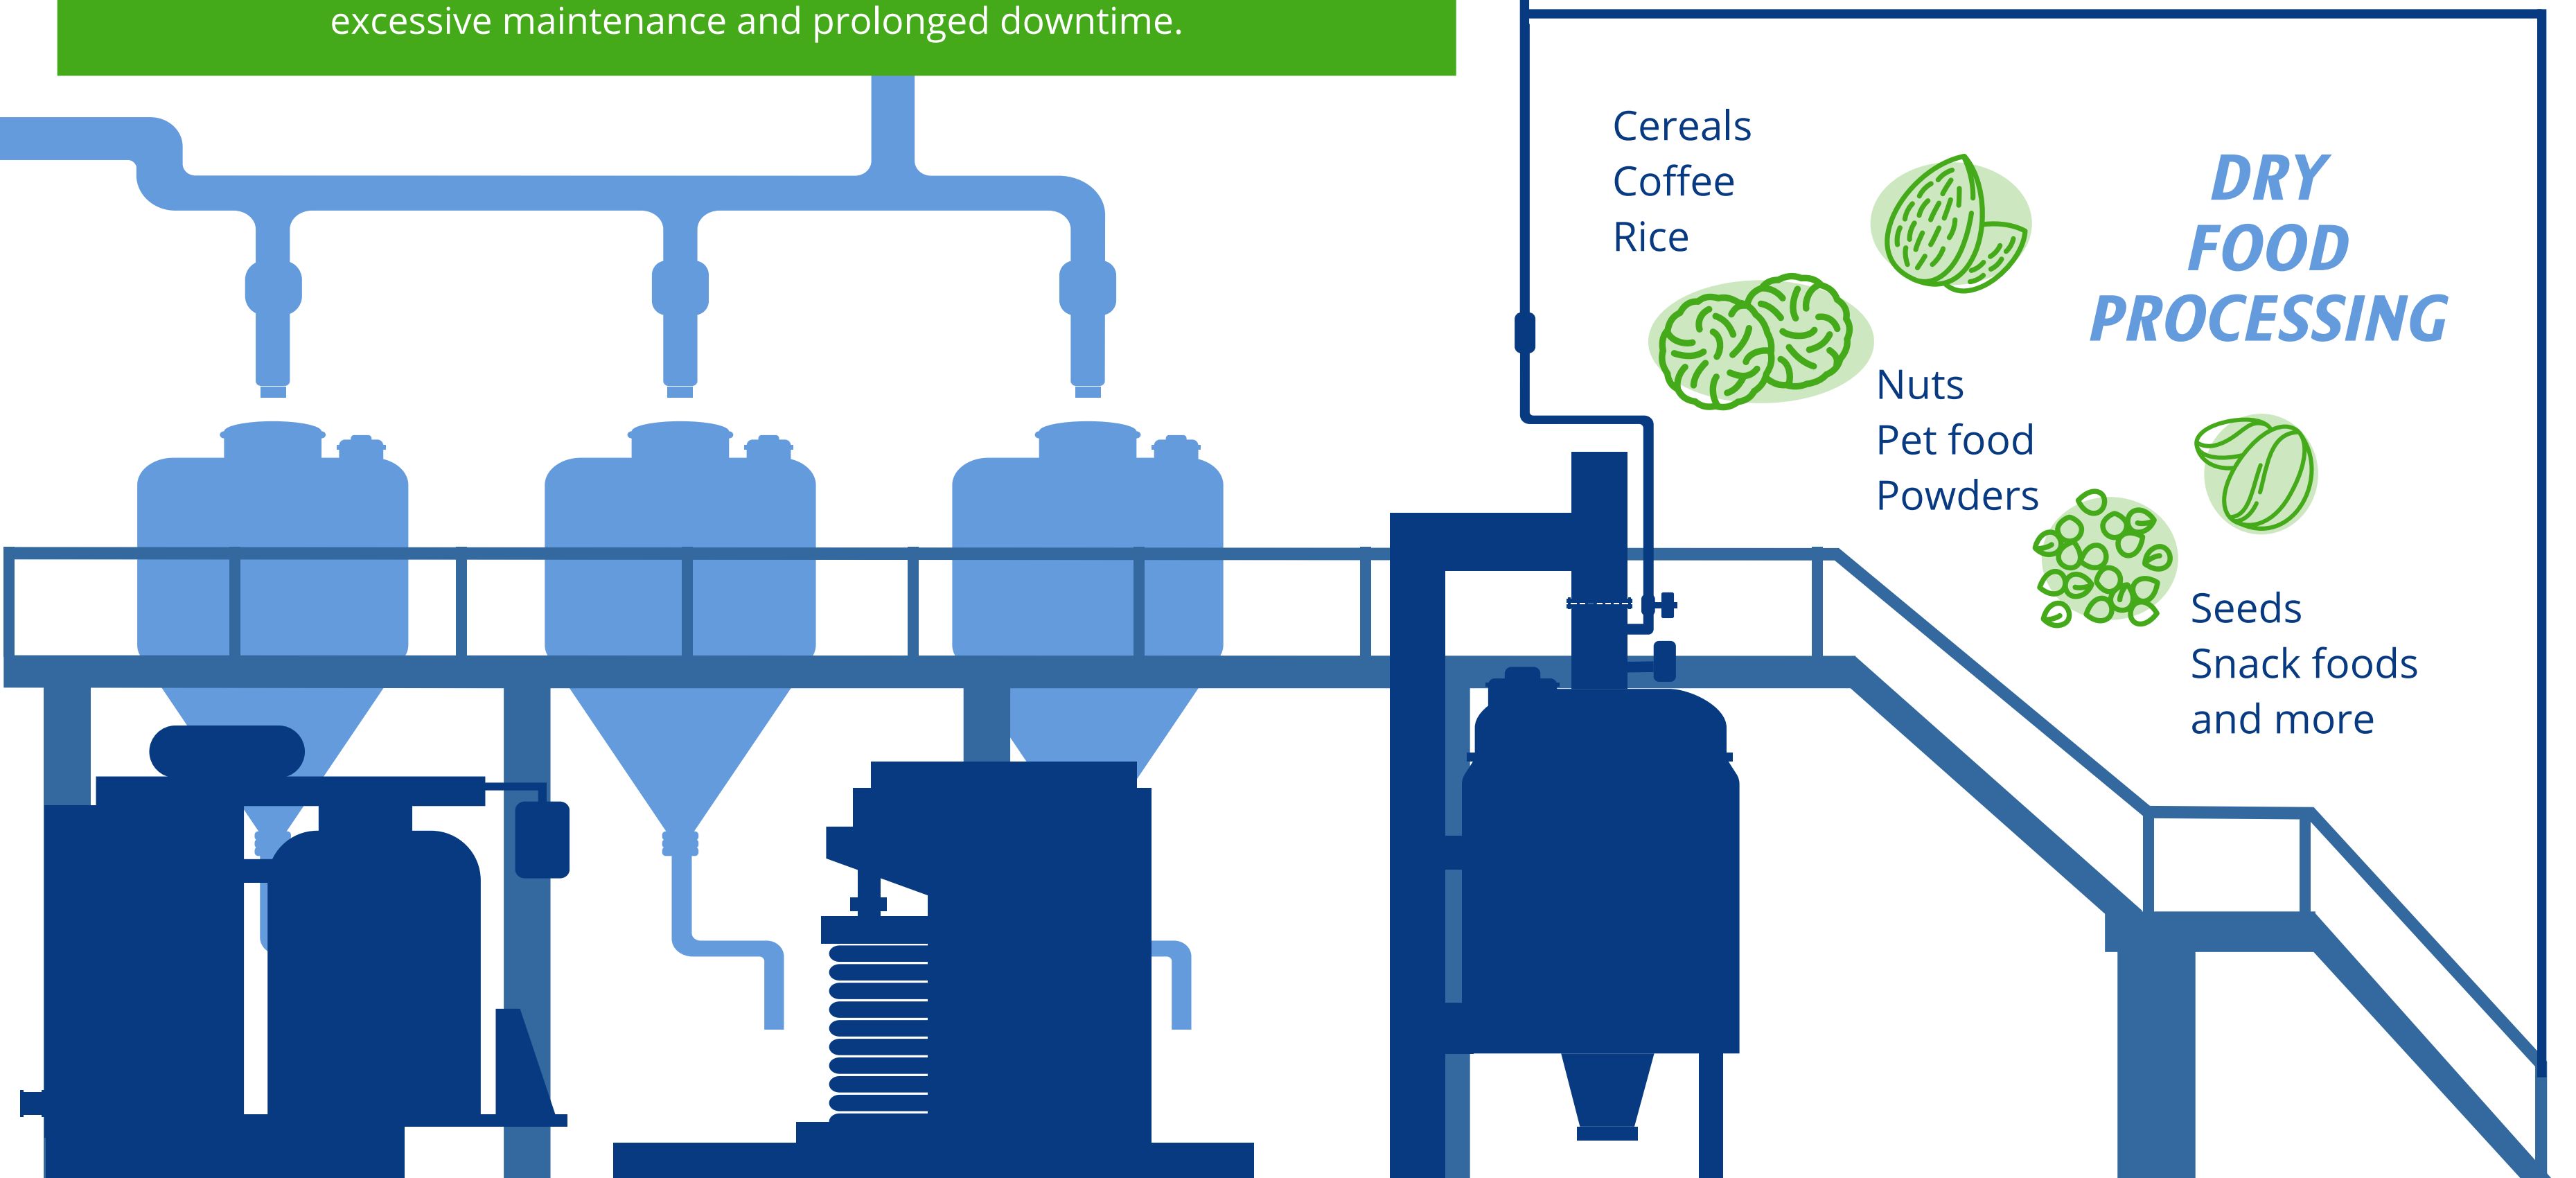 excessive maintenance and prolonged downtime.
DRY
FOOD
PROCESSING
Cereals
Coffee
Rice
Nuts
Pet food
Powders
Seeds
Snack foods
and more